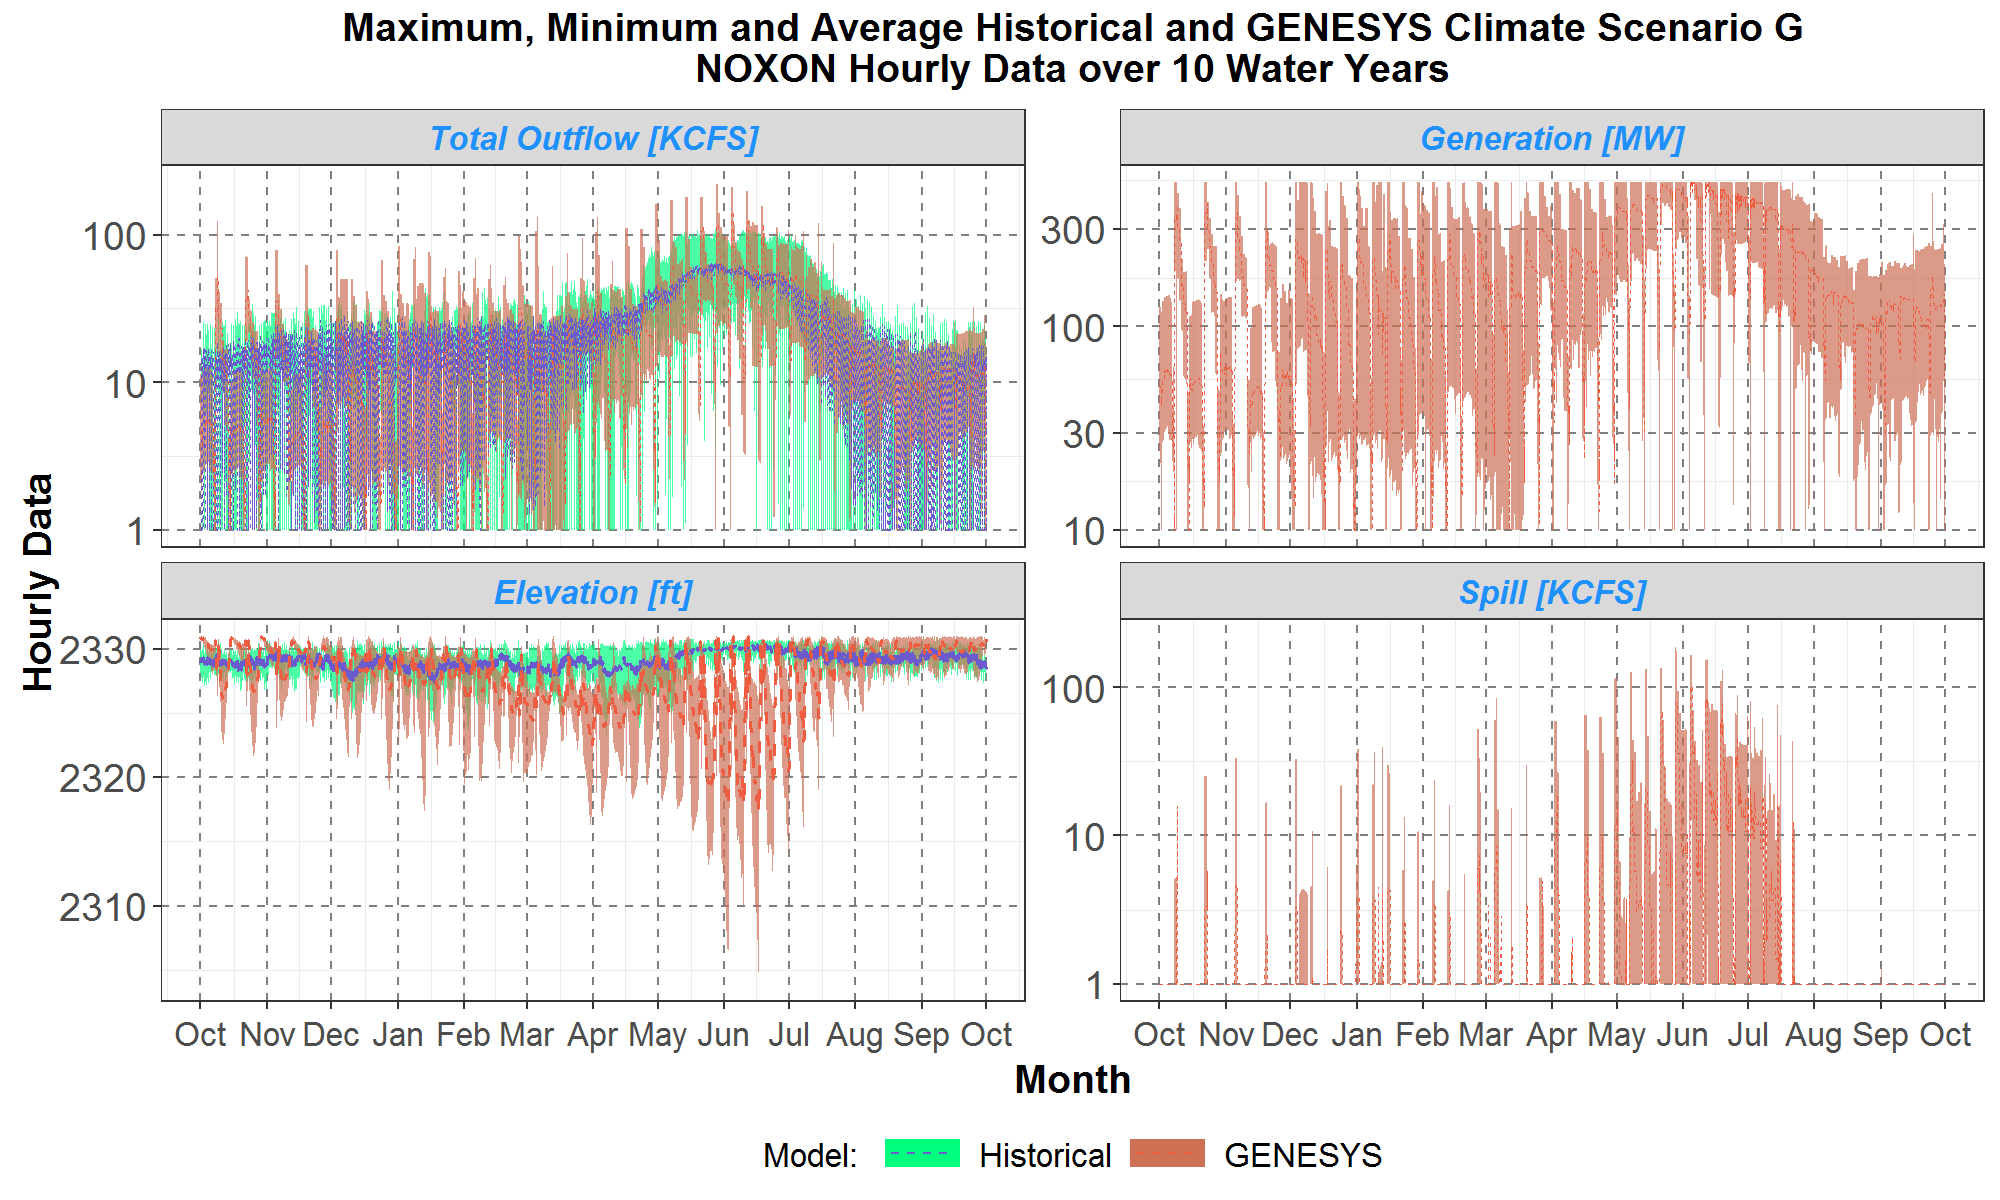 Maximum, Minimum and Average Historical and GENESYS Climate Scenario G
NOXON Hourly Data over 10 Water Years
Total Outflow [KCFS]
Generation [MW]
100
10
1
300
100
30
10
Elevation [ft]
Spill [KCFS]
2330
2320
2310
100
10
1
Hourly Data
Oct Nov Dec Jan Feb Mar Apr May Jun Jul Aug Sep Oct
Oct Nov Dec Jan Feb Mar Apr May Jun Jul Aug Sep Oct
Month
Model: Historical GENESYS